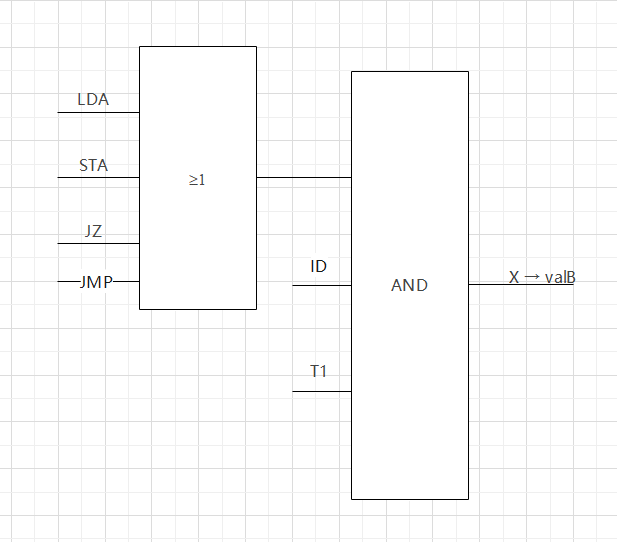 LDA
STA
≥1
JZ
JMP
ID
AND
X → valB
T1